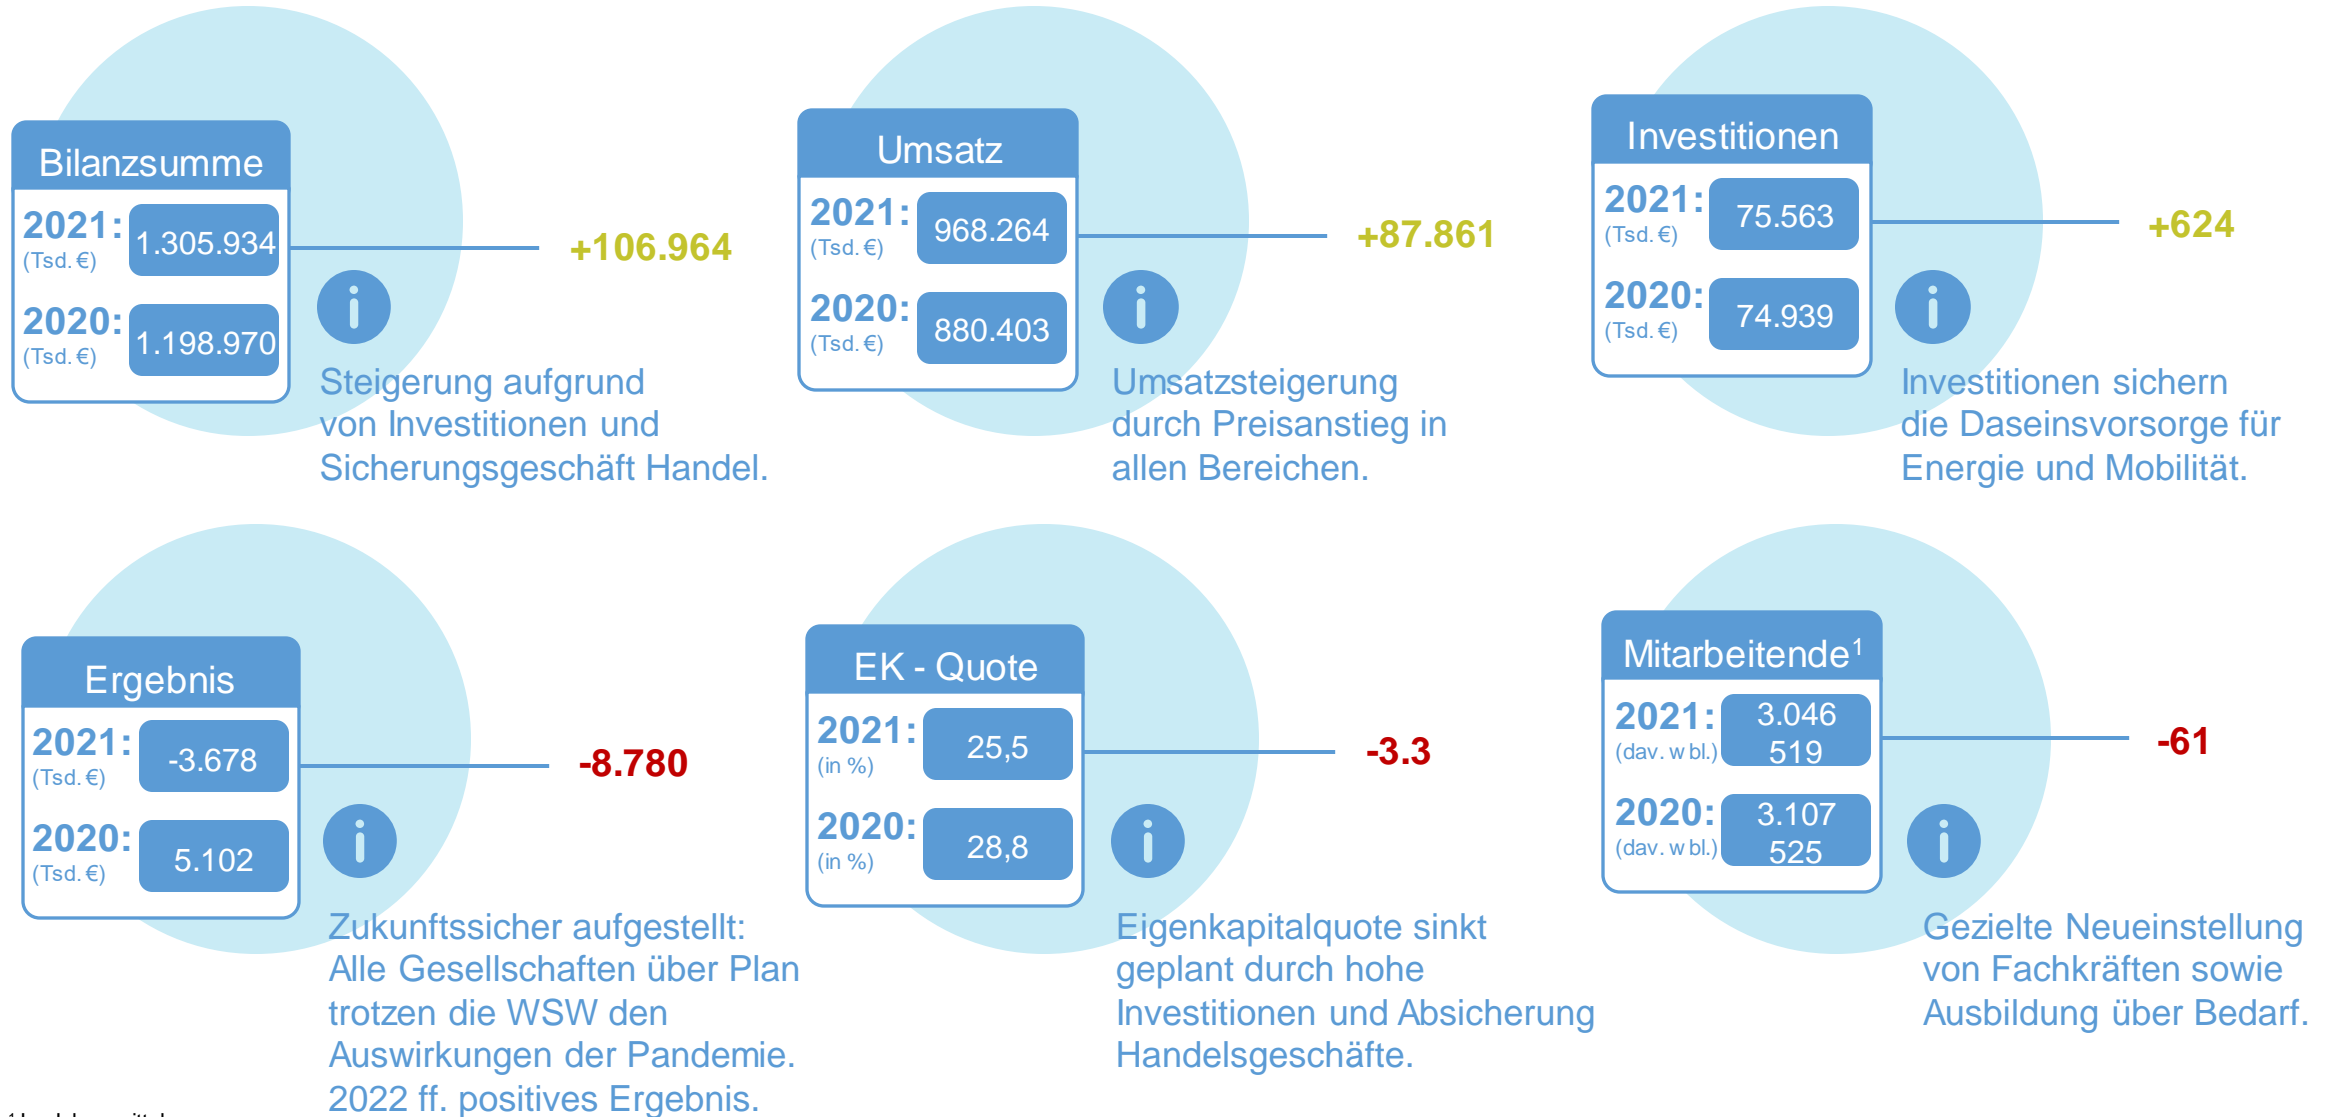 Bilanzsumme
2021:
(Tsd. €)
1.305.934
2020:
(Tsd. €)
1.198.970
+106.964
Steigerung aufgrund
von Investitionen und
Sicherungsgeschäft Handel.
Umsatz
2021:
(Tsd. €)
968.264
2020:
(Tsd. €)
880.403
+87.861
Umsatzsteigerung
durch Preisanstieg in
allen Bereichen.
Investitionen
2021:
(Tsd. €)
75.563
2020:
(Tsd. €)
74.939
+624
Investitionen sichern
die Daseinsvorsorge für
Energie und Mobilität.
Ergebnis
2021:
(Tsd. €)
-3.678
2020:
(Tsd. €)
5.102
-8.780
Zukunftssicher aufgestellt:
Alle Gesellschaften über Plan
trotzen die WSW den
Auswirkungen der Pandemie.
2022 ff. positives Ergebnis.
EK - Quote
2021:
(in %)
25,5
2020:
(in %)
28,8
-3.3
Eigenkapitalquote sinkt
geplant durch hohe
Investitionen und Absicherung
Handelsgeschäfte.
Mitarbeitende¹
2021:
(dav. wbl.)
3.046
519
2020:
(dav. wbl.)
3.107
525
-61
Gezielte Neueinstellung
von Fachkräften sowie
Ausbildung über Bedarf.